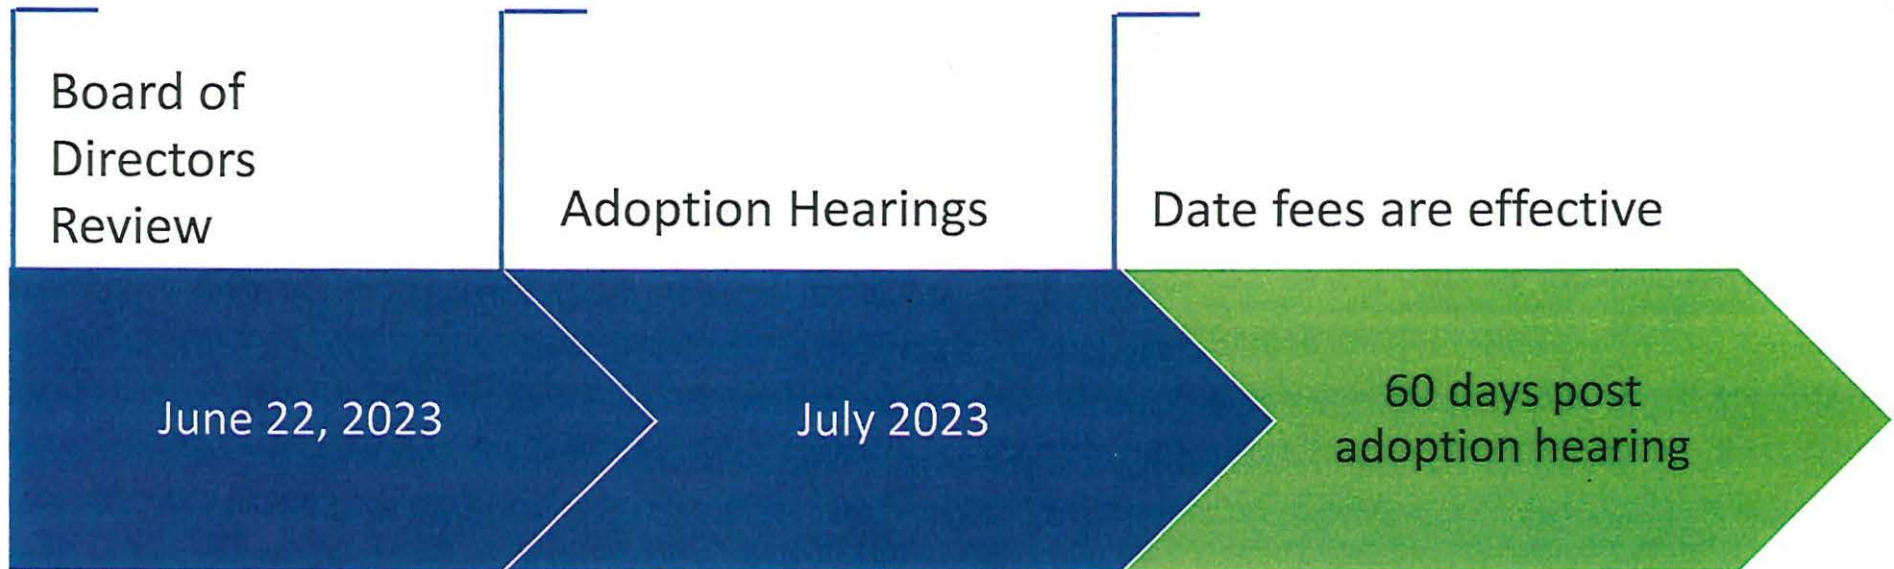 Board of
Directors
Review
Adoption Hearings
Date fees are effective
June 22, 2023
July 2023
60 days post
adoption hearing